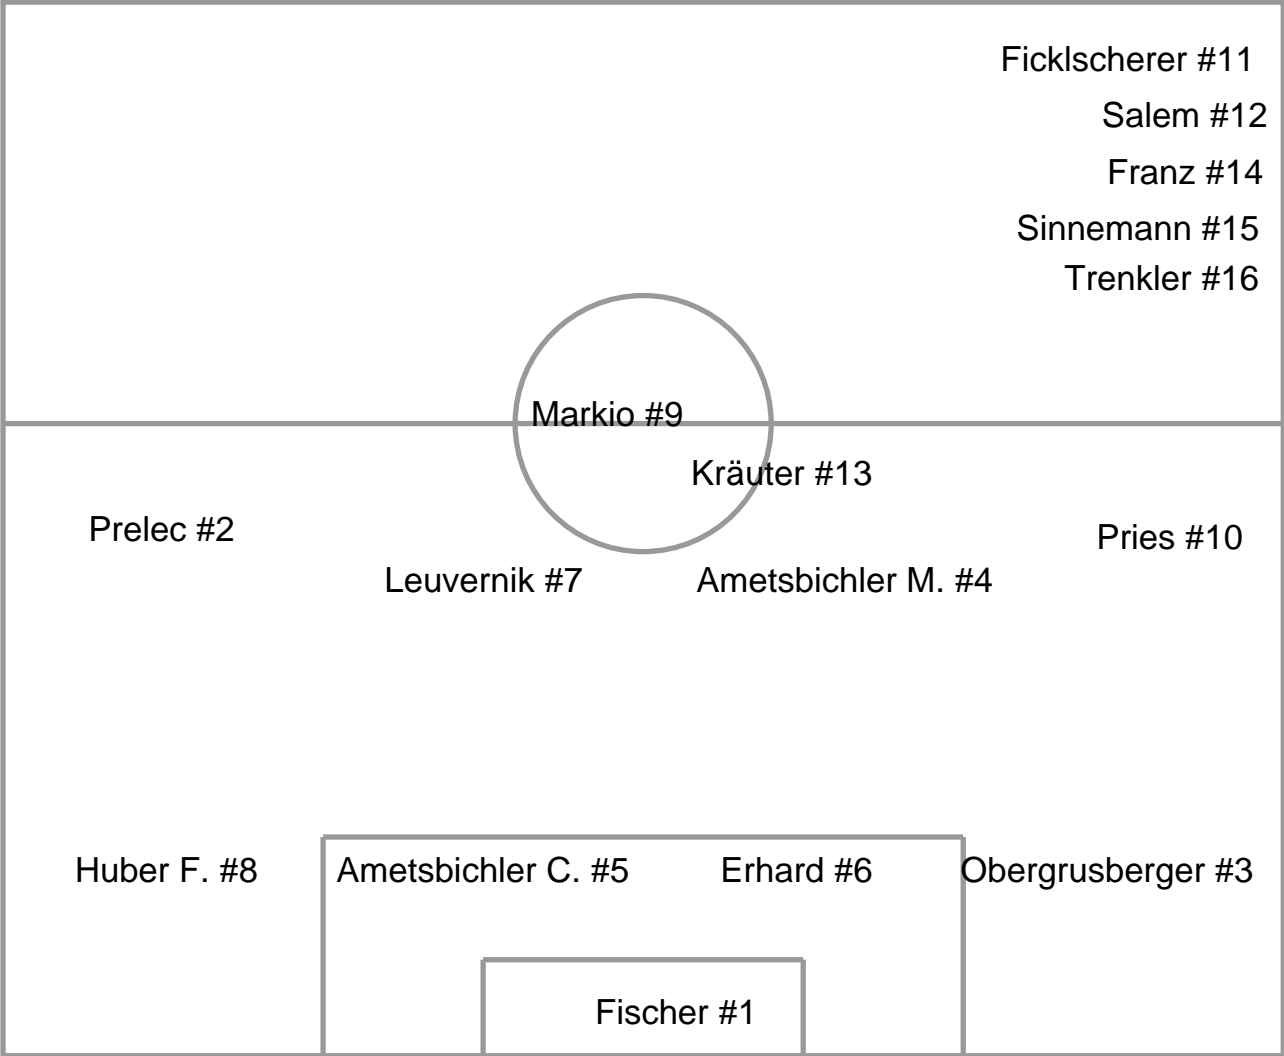 Ficklscherer #11
Salem #12
Franz #14
Sinnemann #15
Trenkler #16
Markio #9
Kräuter #13
Prelec #2
Pries #10
Leuvernik #7
Ametsbichler M. #4
Huber F. #8
Ametsbichler C. #5
Erhard #6
Obergrusberger #3
Fischer #1